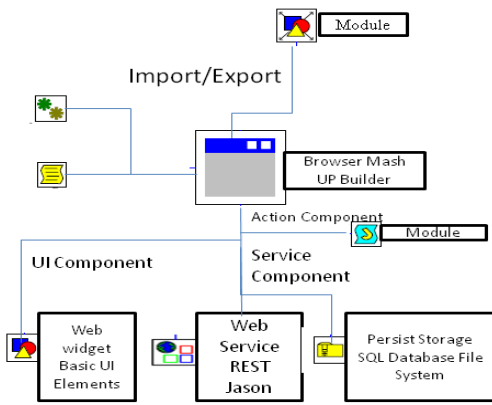 Module
Import/Export
Browser Mash
UP Builder
Action Component
Module
UI Component
Service
Component
Web
widget
Basic UI
Elements
Web
Service
REST
Jason
Persist Storage
SQL Database File
System